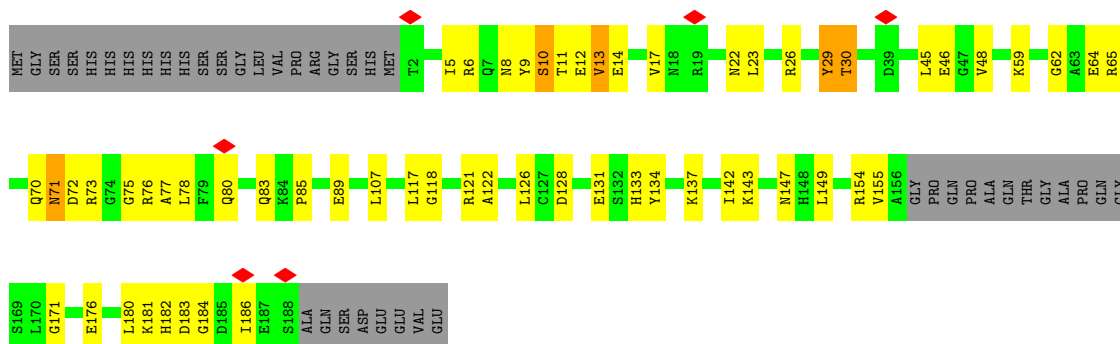 MET GLY SER SER HIS HIS HIS HIS HIS HIS SER SER GLY LEU VAL PRO ARG GLY SER HIS MET T2 I5 R6 Q7 N8 Y9 S10 T11 E12 V13 E14 V17 N18 R19 N22 L23 R26 Y29 T30 D39 L45 E46 G47 V48 K59 G62 A63 E64 R65
Q70 N71 D72 R73 G74 G75 R76 A77 L78 F79 Q80 Q83 K84 P85 E89 L107 L117 G118 R121 A122 L126 C127 D128 E131 S132 H133 Y134 K137 I142 K143 N147 H148 L149 R154 V155 A156 GLY PRO GLN PRO ALA GLN THR GLY ALA PRO GLN GLY
S169 L170 G171 E176 L180 K181 H182 D183 G184 D185 I186 E187 S188 ALA GLN SER ASP GLU GLU VAL GLU